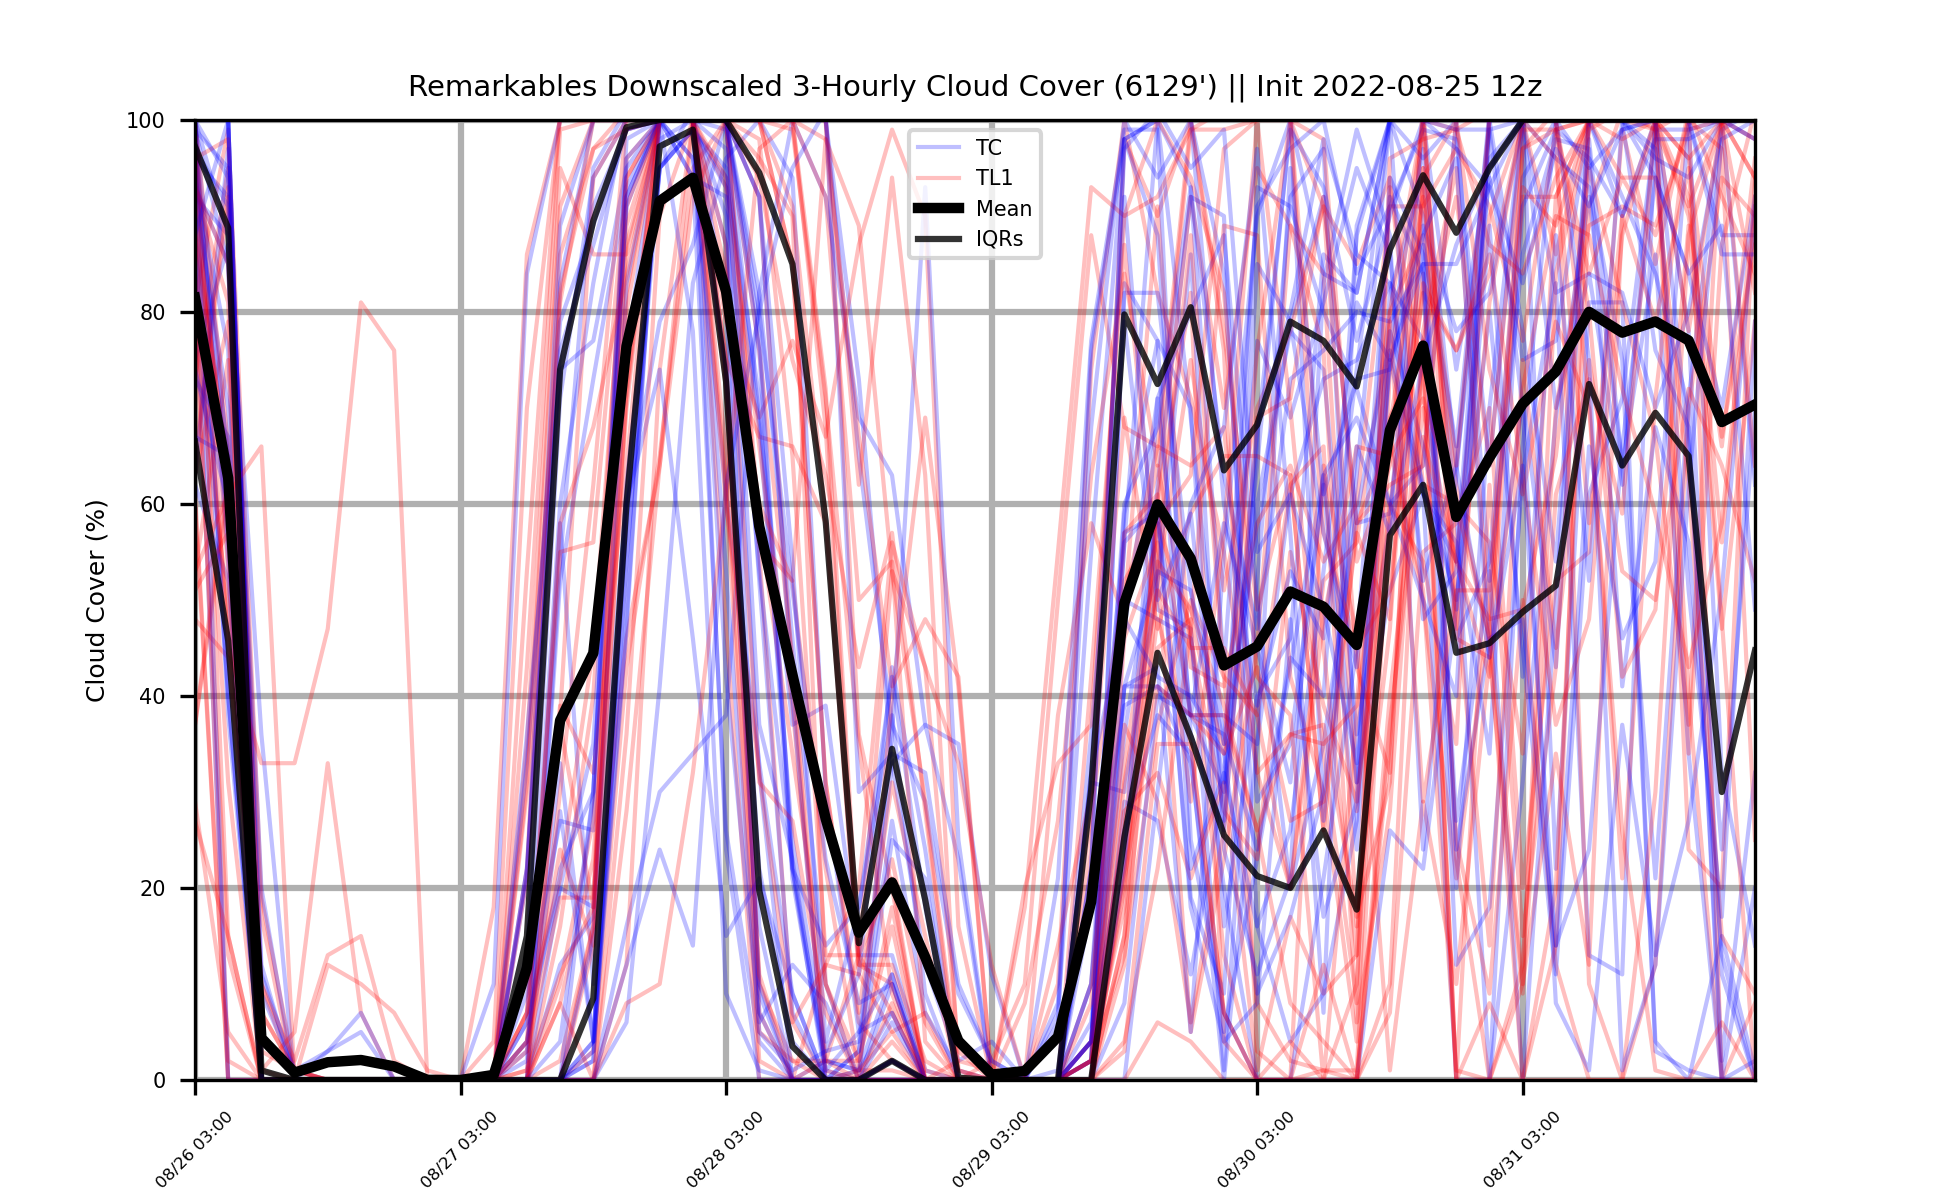 Remarkables Downscaled 3-Hourly Cloud Cover (6129') || Init 2022-08-25 12z
TC
TL1
Mean
IQRs
Cloud Cover (%)
100
80
60
40
20
0
08/26 03:00
08/27 03:00
08/28 03:00
08/29 03:00
08/30 03:00
08/31 03:00